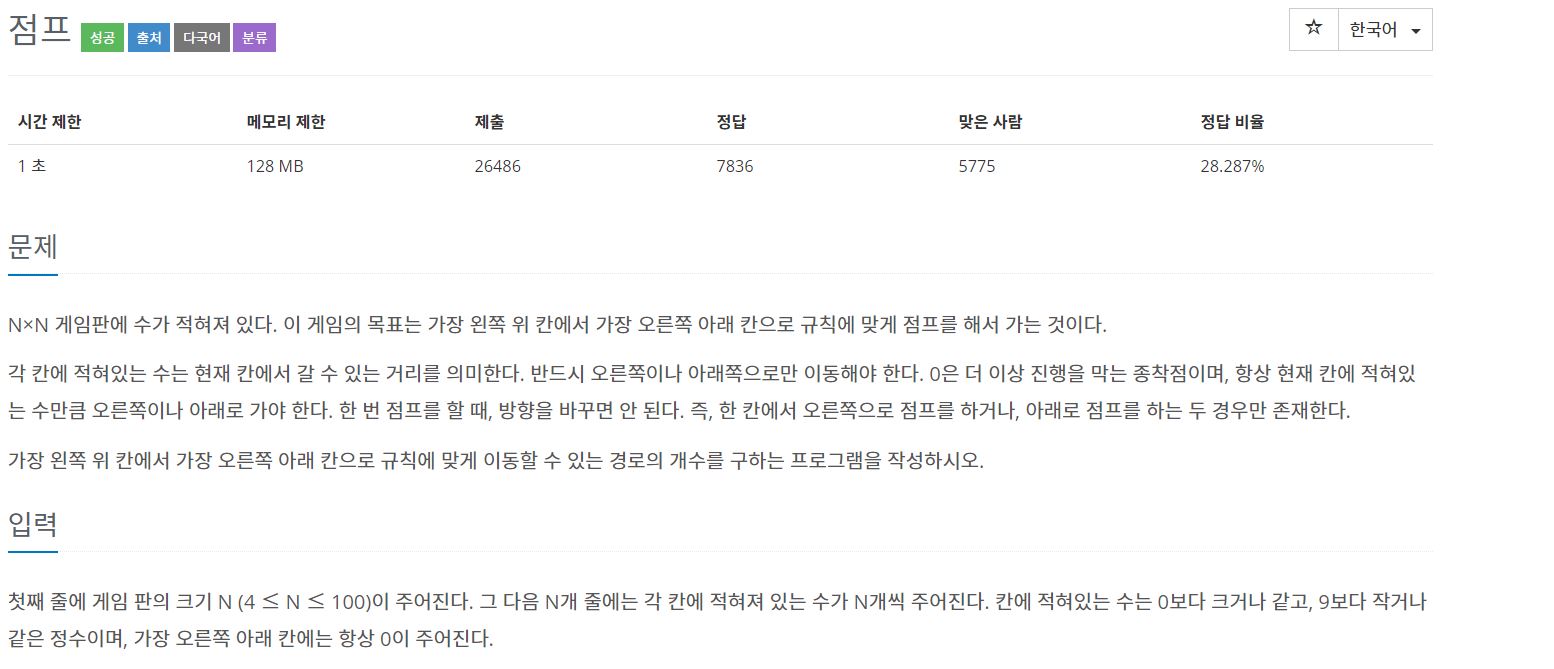 점프 성공 출처 다국어 분류
☆ 한국어
시간 제한 메모리 제한 제출 정답 맞은 사람 정답 비율
1 초 128 MB 26486 7836 5775 28.287%
문제
N×N 게임판에 수가 적혀져 있다. 이 게임의 목표는 가장 왼쪽 위 칸에서 가장 오른쪽 아래 칸으로 규칙에 맞게 점프를 해서 가는 것이다.
각 칸에 적혀있는 수는 현재 칸에서 갈 수 있는 거리를 의미한다. 반드시 오른쪽이나 아래쪽으로만 이동해야 한다. 0은 더 이상 진행을 막는 종착점이며, 항상 현재 칸에 적혀있
는 수만큼 오른쪽이나 아래로 가야 한다. 한 번 점프를 할 때, 방향을 바꾸면 안 된다. 즉, 한 칸에서 오른쪽으로 점프를 하거나, 아래로 점프를 하는 두 경우만 존재한다.
가장 왼쪽 위 칸에서 가장 오른쪽 아래 칸으로 규칙에 맞게 이동할 수 있는 경로의 개수를 구하는 프로그램을 작성하시오.
입력
첫째 줄에 게임 판의 크기 N (4 ≤ N ≤ 100)이 주어진다. 그 다음 N개 줄에는 각 칸에 적혀져 있는 수가 N개씩 주어진다. 칸에 적혀있는 수는 0보다 크거나 같고, 9보다 작거나
같은 정수이며, 가장 오른쪽 아래 칸에는 항상 0이 주어진다.